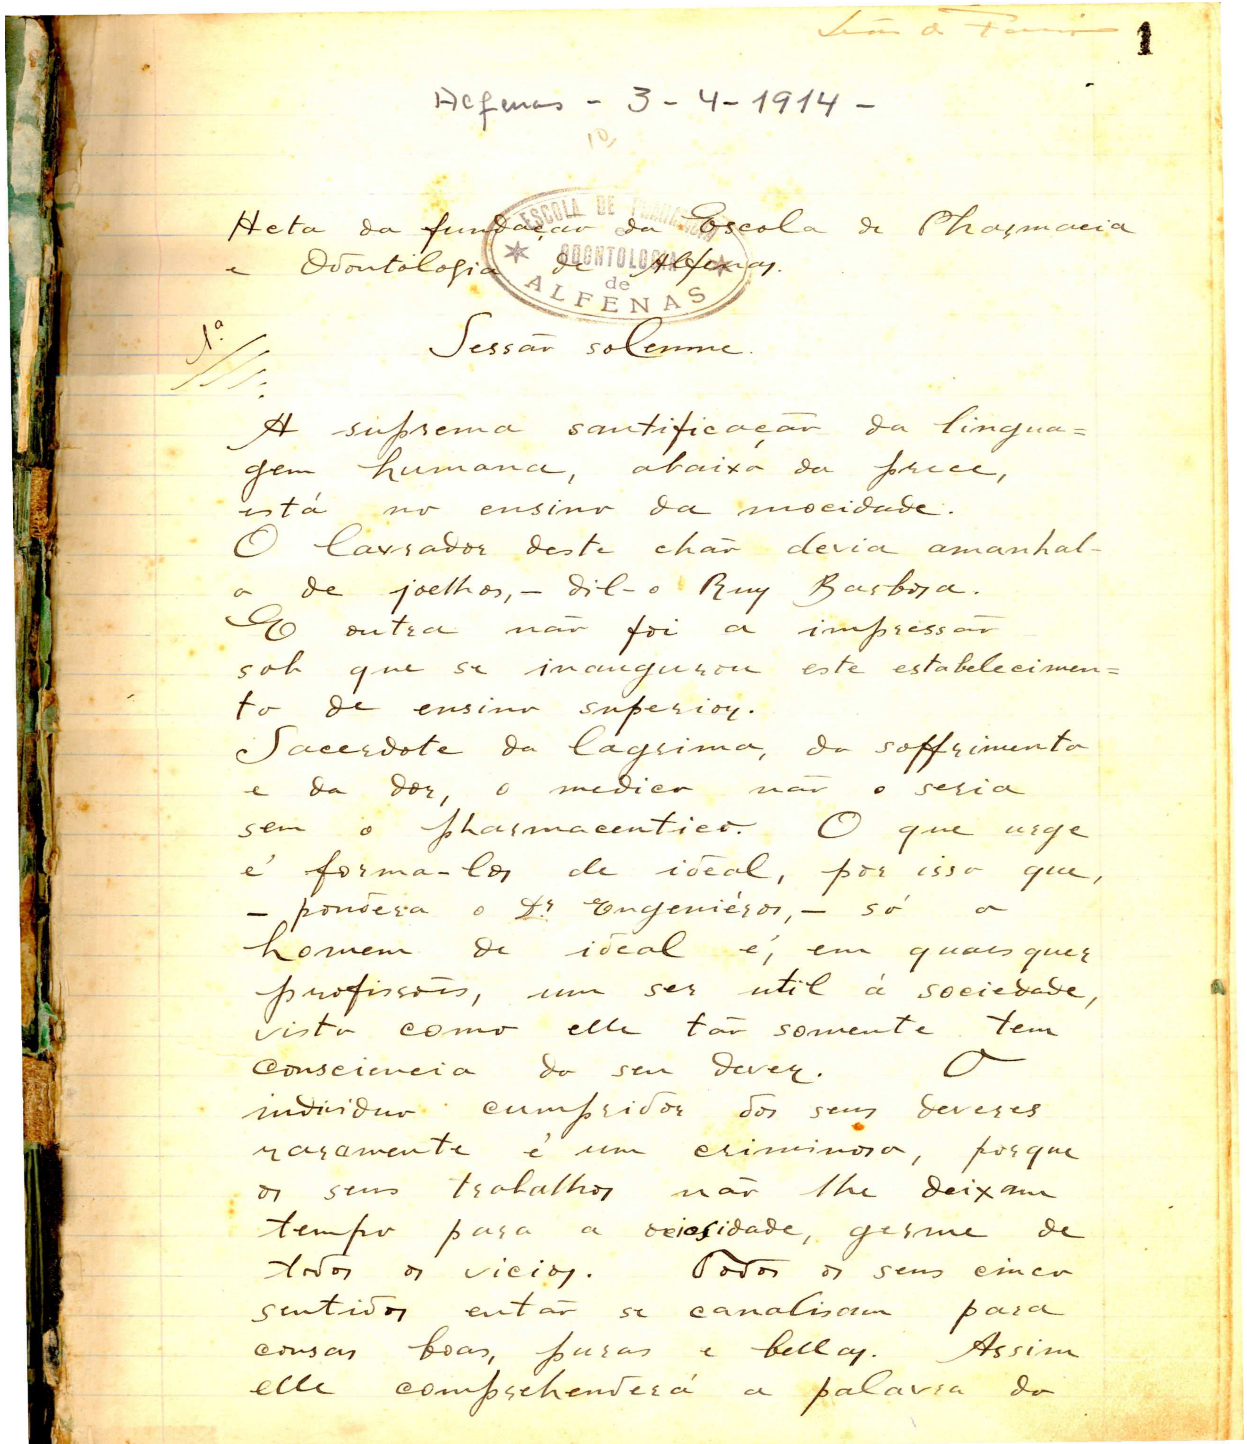 1
Alfenas - 3 - 4 - 1914 -
10,
ESCOLA DE PHARMACIA
E
ODONTOLOGIA
de
ALFENAS
Acta da fundação da Escola de Pharmacia
e Odontologia de Alfenas.
1ª
Sessão solemne.
A suprema santificação da lingua=
gem humana, abaixo da prece,
está no ensino da mocidade.
O lavrador deste chão devia amanhal-
o de joelhos, - dil-o Ruy Barbosa.
E outra não foi a impressão
sob que se inaugurou este estabelecimen=
to de ensino superior.
Sacerdote da lagrima, do soffrimento
e da dor, o medico não o seria
sem o pharmaceutico. O que urge
é forma-los de ideal, por isso que,
- pondera o Dr. Engeniéros, - só o
homem de ideal é, em quaesquer
profissões, um ser util á sociedade,
visto como elle tão somente tem
consciencia do seu dever. O
individuo cumpridor dos seus deveres
raramente é um criminoso, porque
os seus trabalhos não lhe deixam
tempo para a ociosidade, germe de
todos os vicios. Todos os seus cinco
sentidos então se canalisam para
cousas boas, puras e bellas. Assim
elle comprehenderá a palavra do